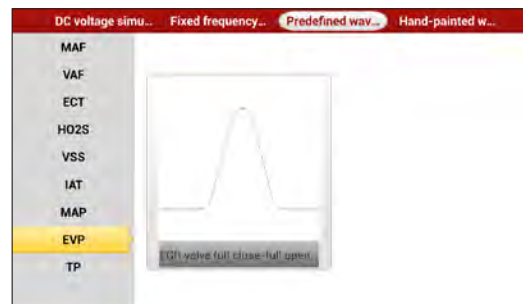 DC voltage simu... Fixed frequency... Predefined wav... Hand-painted w...
MAF
VAF
ECT
HO2S
VSS
IAT
MAP
EVP
TP
EGR valve full close-full open...